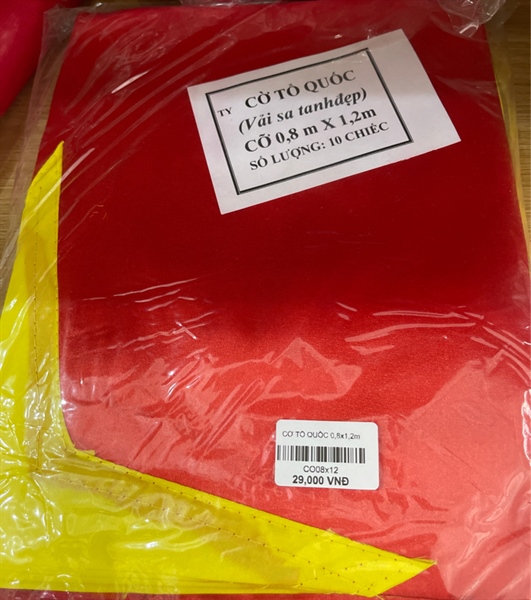 TY CỜ TỔ QUỐC
(Vải sa tanhđẹp)
CỠ 0,8 m X 1,2m
SỐ LƯỢNG: 10 CHIẾC
CỜ TỔ QUỐC 0,8x1,2m
CO08x12
29,000 VNĐ